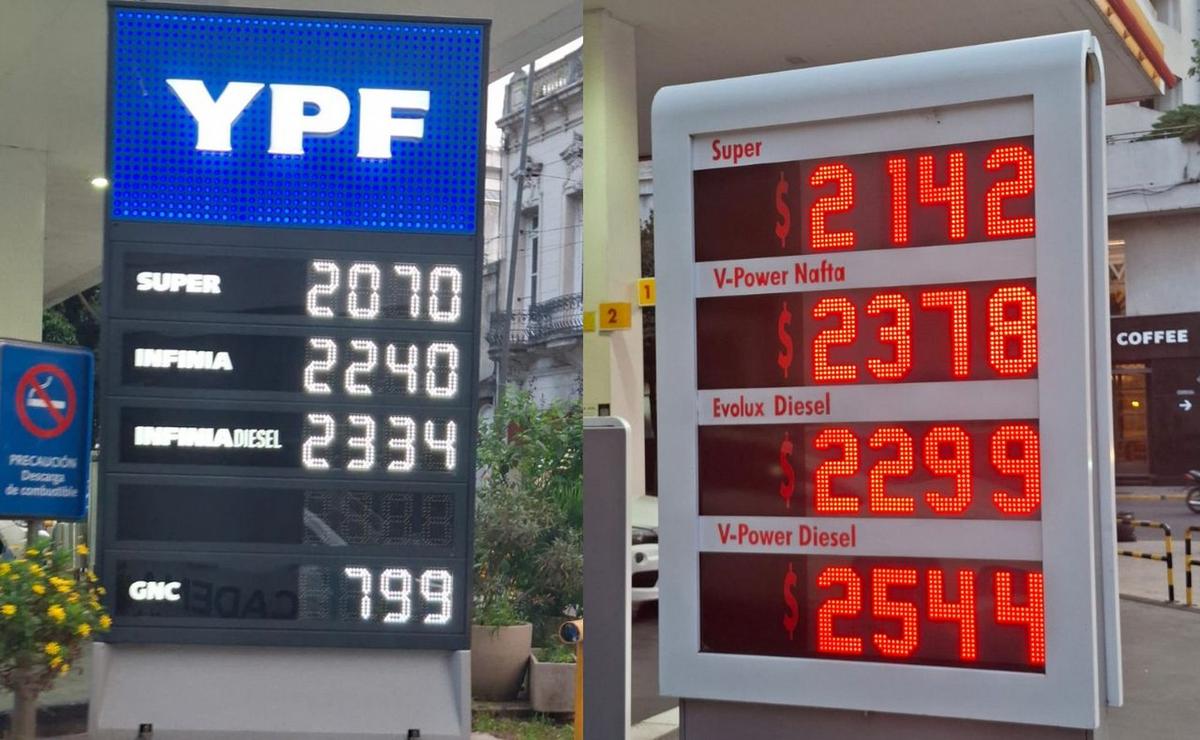 YPF
SUPER 2070
INFINIA 2240
INFINIA DIESEL 2334
GNC 799
PRECAUCIÓN
Descarga
de combustible
Super
$ 2142
V-Power Nafta
$ 2378
Evolux Diesel
$ 2299
V-Power Diesel
$ 2544
1
2
COFFEE